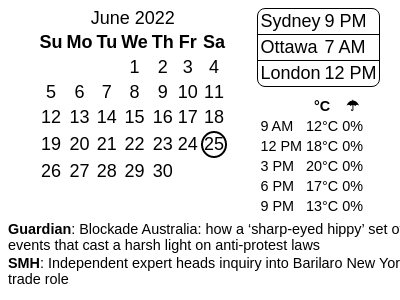 June 2022
Su Mo Tu We Th Fr Sa
1 2 3 4
5 6 7 8 9 10 11
12 13 14 15 16 17 18
19 20 21 22 23 24 25
26 27 28 29 30
Sydney 9 PM
Ottawa 7 AM
London 12 PM
°C ☂
9 AM 12°C 0%
12 PM 18°C 0%
3 PM 20°C 0%
6 PM 17°C 0%
9 PM 13°C 0%
Guardian: Blockade Australia: how a ‘sharp-eyed hippy’ set o
events that cast a harsh light on anti-protest laws
SMH: Independent expert heads inquiry into Barilaro New Yor
trade role